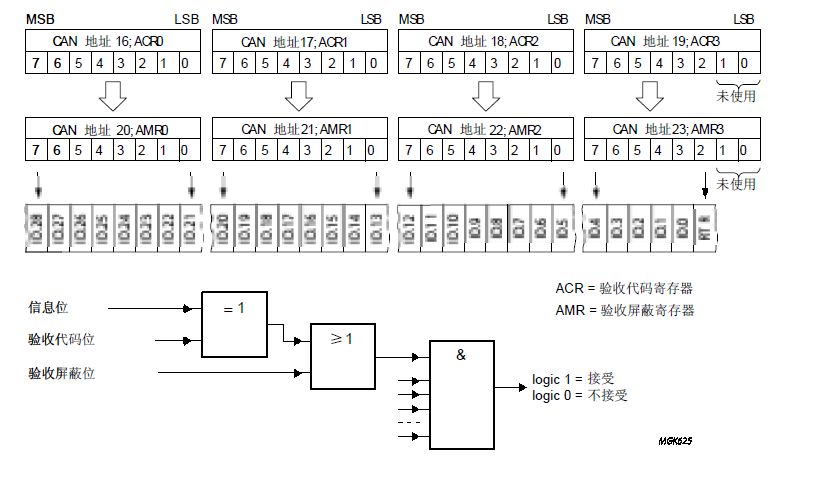 MSB LSB MSB LSB MSB LSB MSB LSB
CAN 地址 16;ACR0 CAN 地址17;ACR1 CAN 地址 18;ACR2 CAN 地址 19;ACR3
7 6 5 4 3 2 1 0 7 6 5 4 3 2 1 0 7 6 5 4 3 2 1 0 7 6 5 4 3 2 1 0
未使用
CAN 地址 20;AMR0 CAN 地址21;AMR1 CAN 地址 22;AMR2 CAN 地址23;AMR3
7 6 5 4 3 2 1 0 7 6 5 4 3 2 1 0 7 6 5 4 3 2 1 0 7 6 5 4 3 2 1 0
未使用
ID.28 ID.27 ID.26 ID.25 ID.24 ID.23 ID.22 ID.21 ID.20 ID.19 ID.18 ID.17 ID.16 ID.15 ID.14 ID.13 ID.12 ID.11 ID.10 ID.9 ID.8 ID.7 ID.6 ID.5 ID.4 ID.3 ID.2 ID.1 ID.0 RT R
信息位
= 1
ACR = 验收代码寄存器
AMR = 验收屏蔽寄存器
验收代码位
≥ 1
&
验收屏蔽位
logic 1 = 接受
logic 0 = 不接受
MGK625